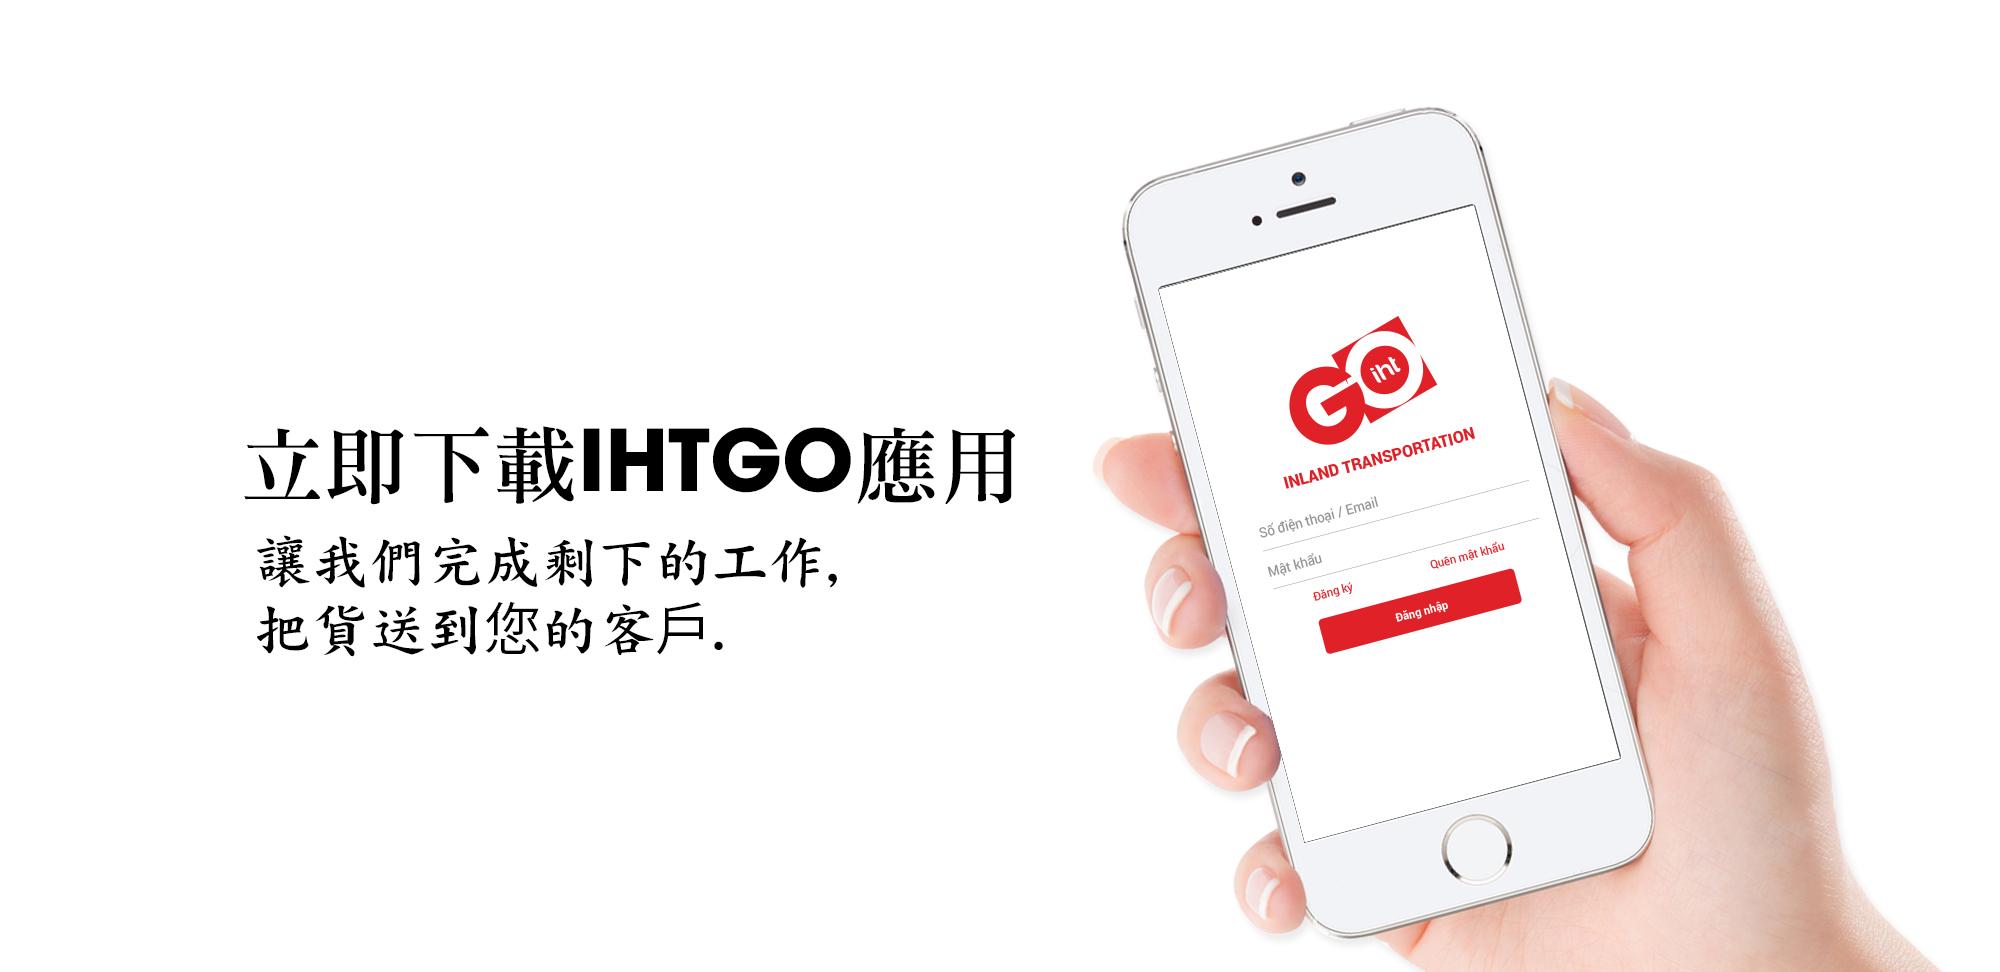 立即下載IHTGO應用
讓我們完成剩下的工作,
把貨送到您的客戶.
GO
iht
INLAND TRANSPORTATION
Số điện thoại / Email
Mật khẩu
Quên mật khẩu
Đăng ký
Đăng nhập